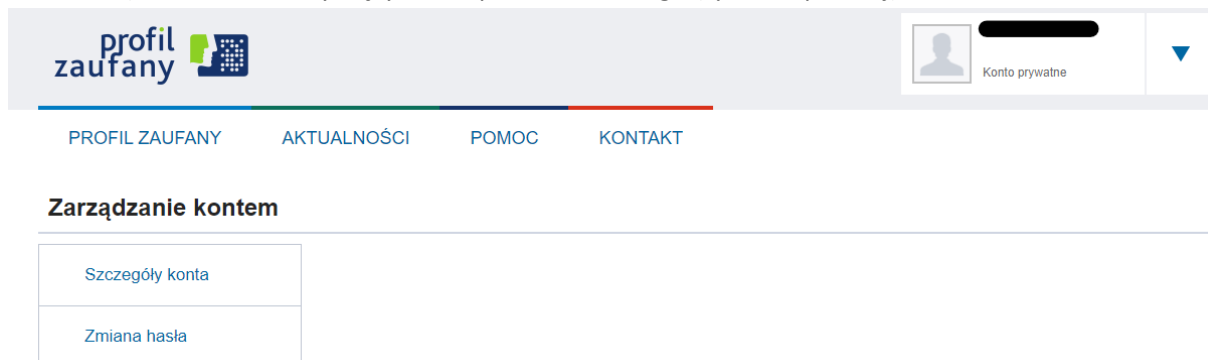 profil
zaufany
Konto prywatne
PROFIL ZAUFANY AKTUALNOŚCI POMOC KONTAKT
Zarządzanie kontem
Szczegóły konta
Zmiana hasła